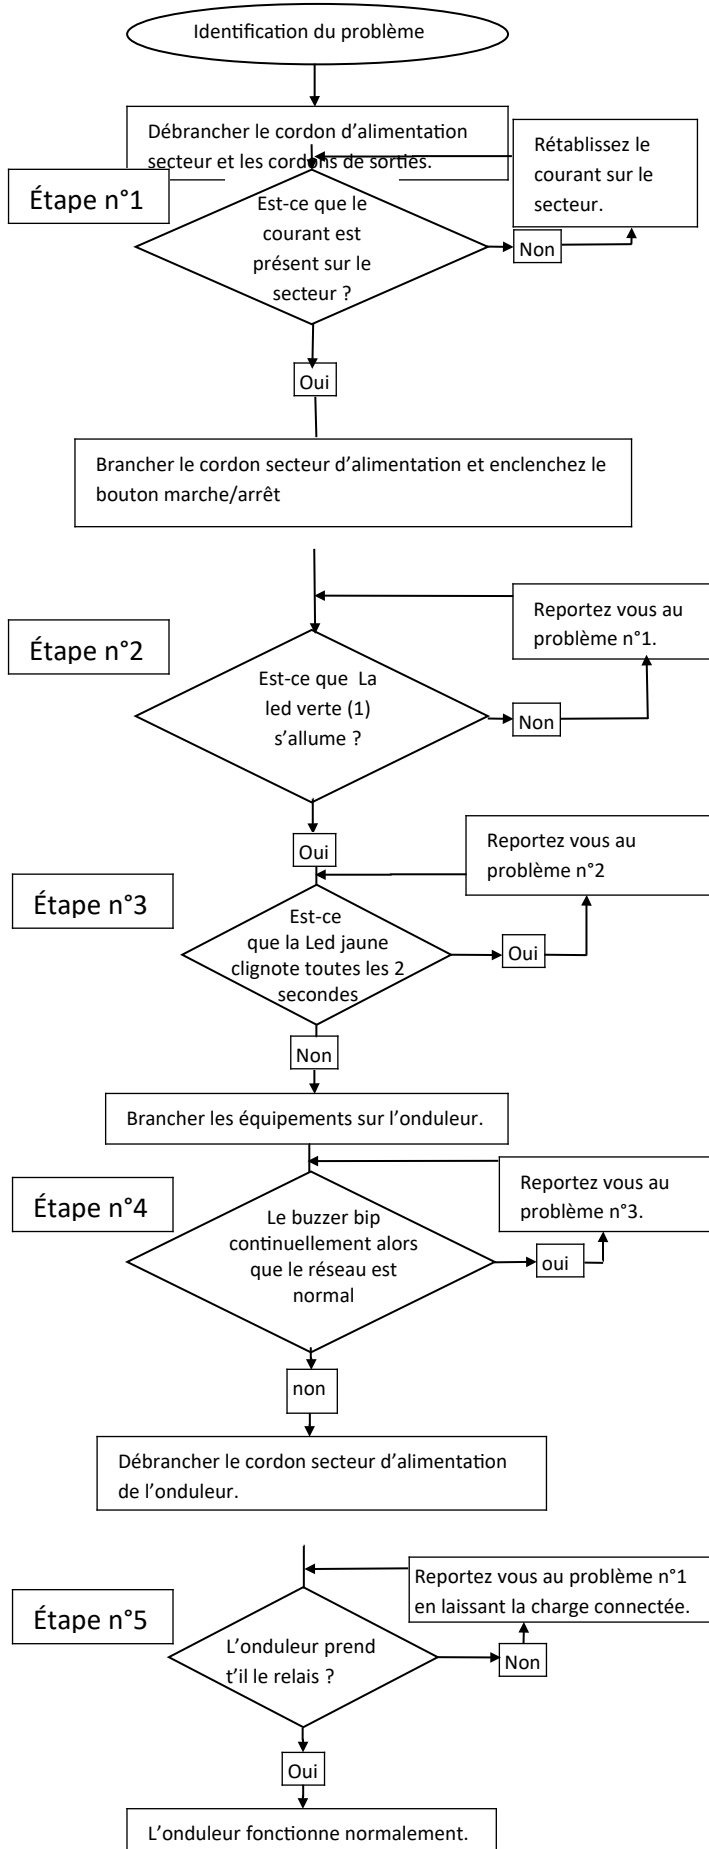 Identification du problème
Débrancher le cordon d'alimentation
secteur et les cordons de sorties.
Rétablissez le
courant sur le
secteur.
Étape n°1
Est-ce que le
courant est
présent sur le
secteur ?
Non
Oui
Brancher le cordon secteur d'alimentation et enclenchez le
bouton marche/arrêt
Reportez vous au
problème n°1.
Étape n°2
Est-ce que La
led verte (1)
s'allume ?
Non
Oui
Reportez vous au
problème n°2
Étape n°3
Est-ce
que la Led jaune
clignote toutes les 2
secondes
Oui
Non
Brancher les équipements sur l'onduleur.
Reportez vous au
problème n°3.
Étape n°4
Le buzzer bip
continuellement alors
que le réseau est
normal
oui
non
Débrancher le cordon secteur d'alimentation
de l'onduleur.
Reportez vous au problème n°1
en laissant la charge connectée.
Étape n°5
L'onduleur prend
t'il le relais ?
Non
Oui
L'onduleur fonctionne normalement.